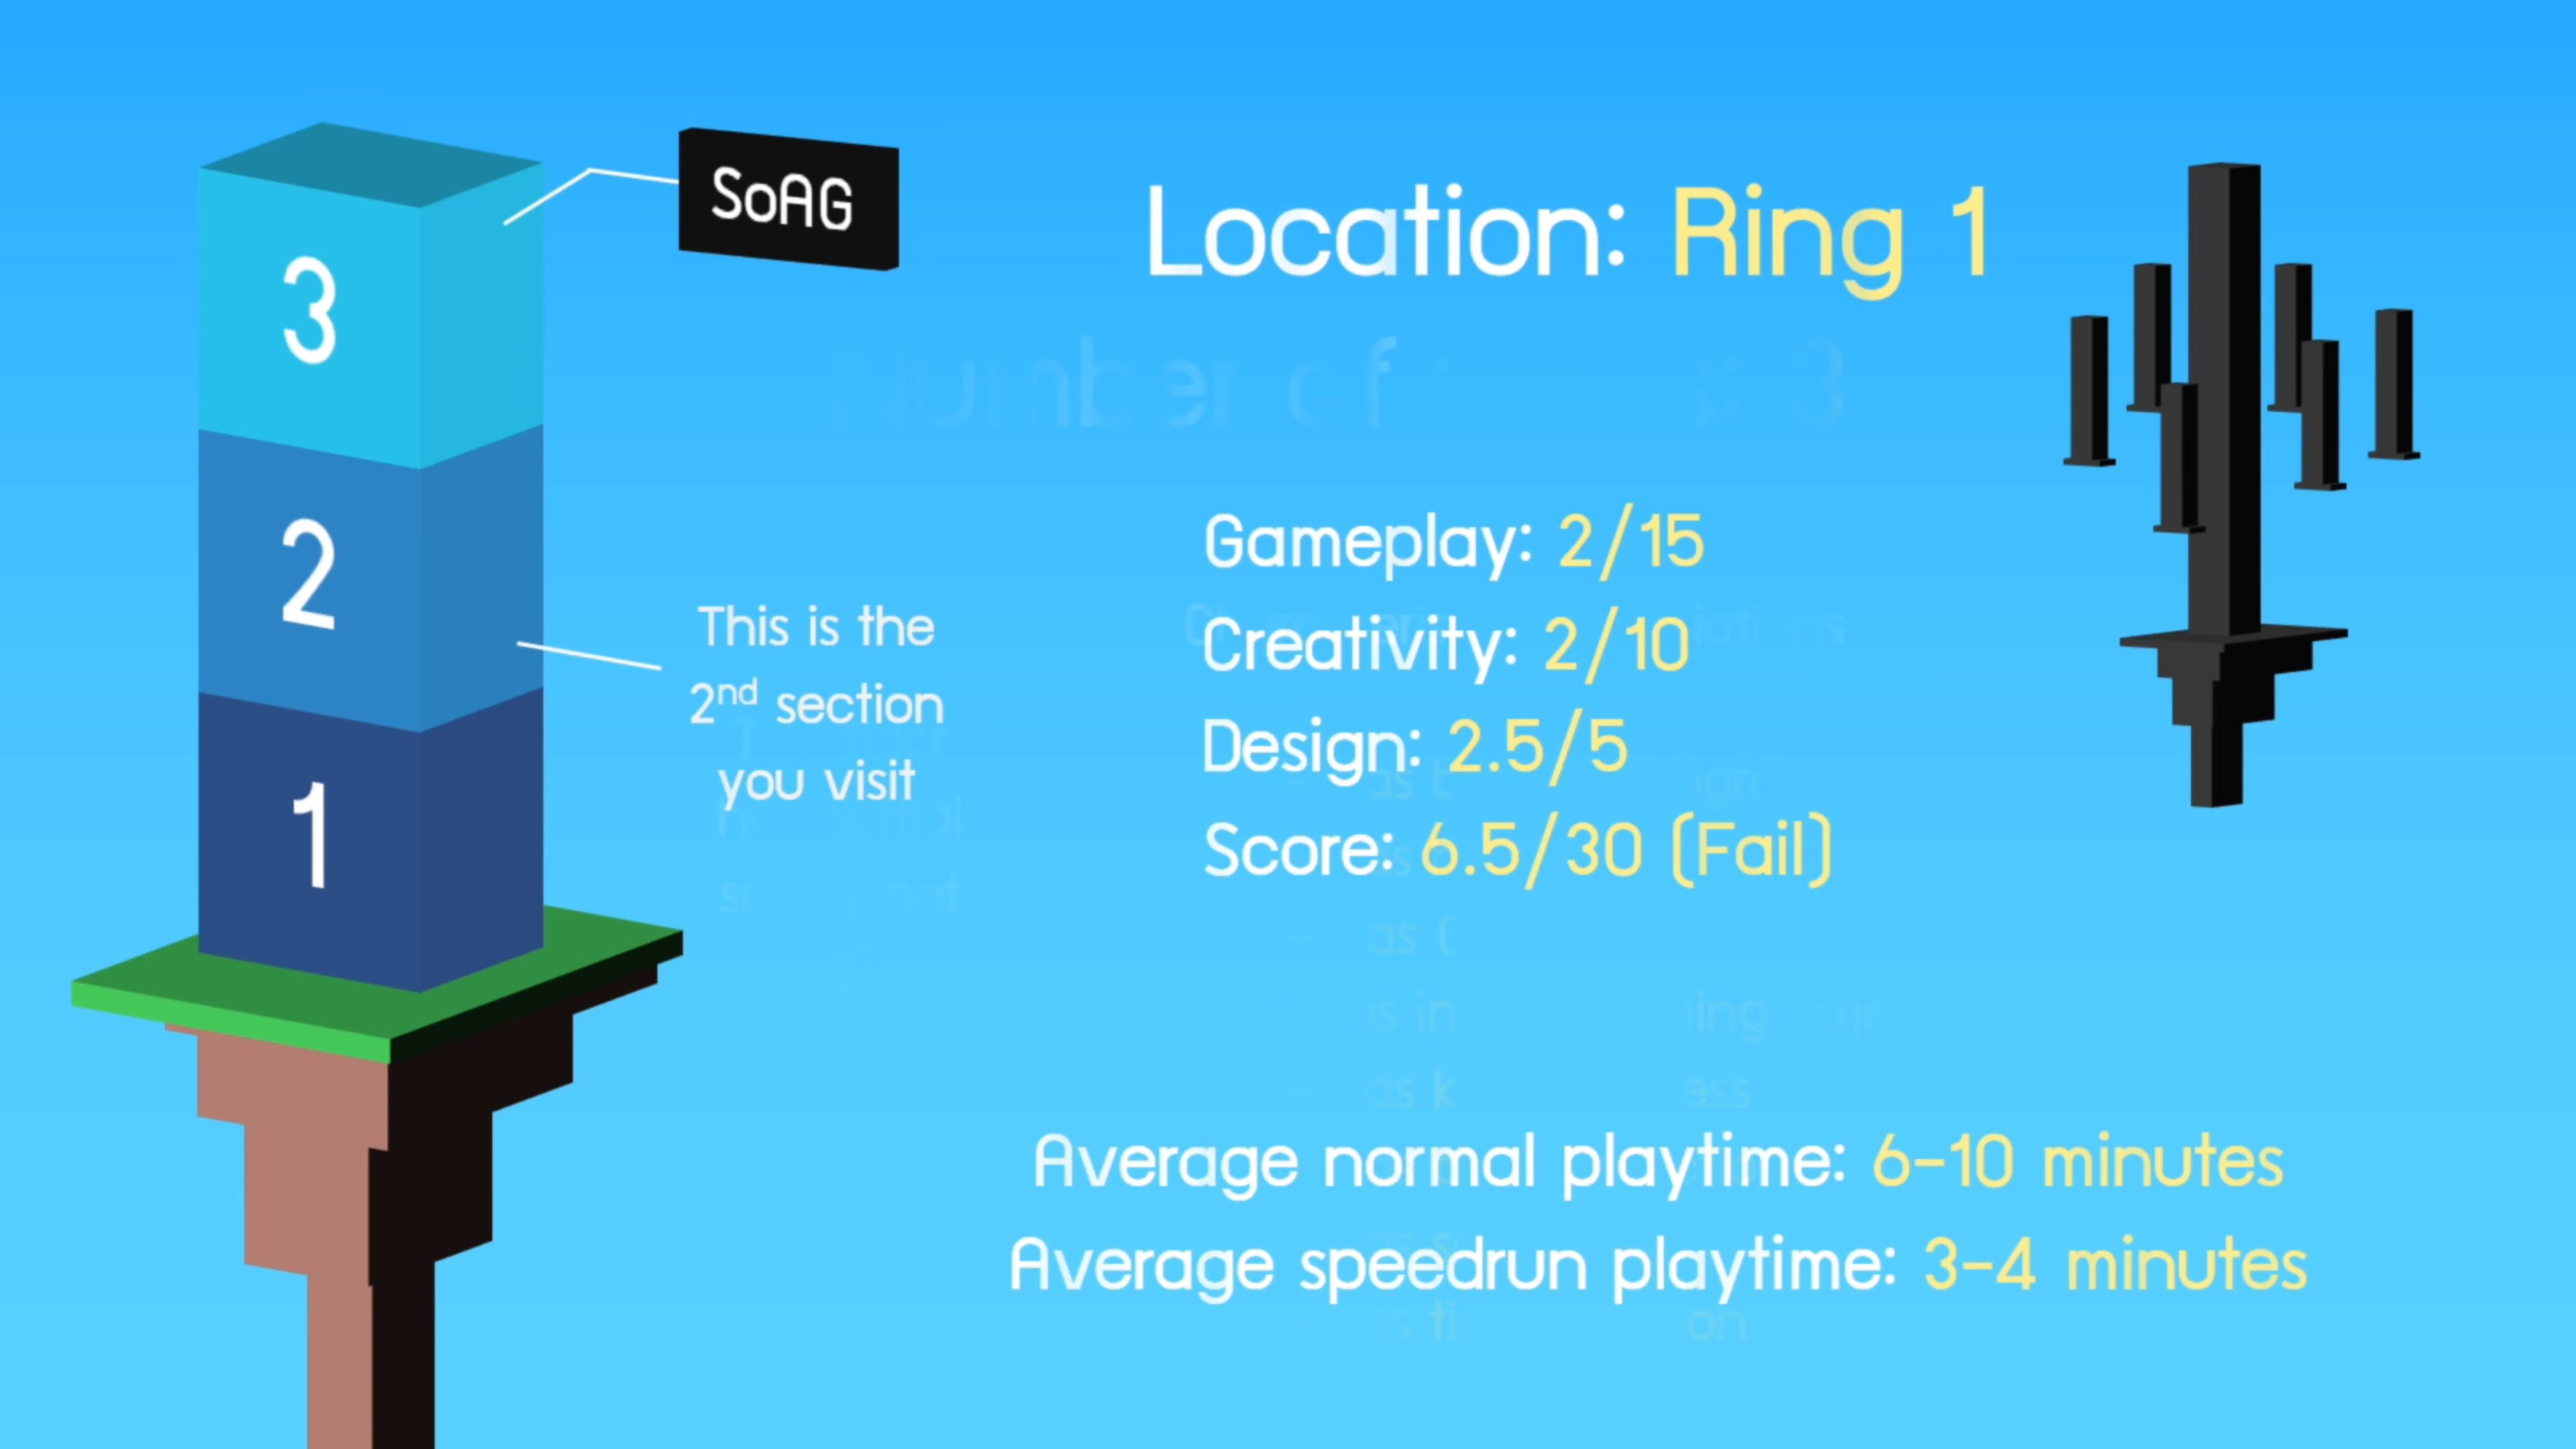 SoAG
3
2
1
This is the
2nd section
you visit
Location: Ring 1
Gameplay: 2/15
Creativity: 2/10
Design: 2.5/5
Score: 6.5/30 (Fail)
Average normal playtime: 6-10 minutes
Average speedrun playtime: 3-4 minutes